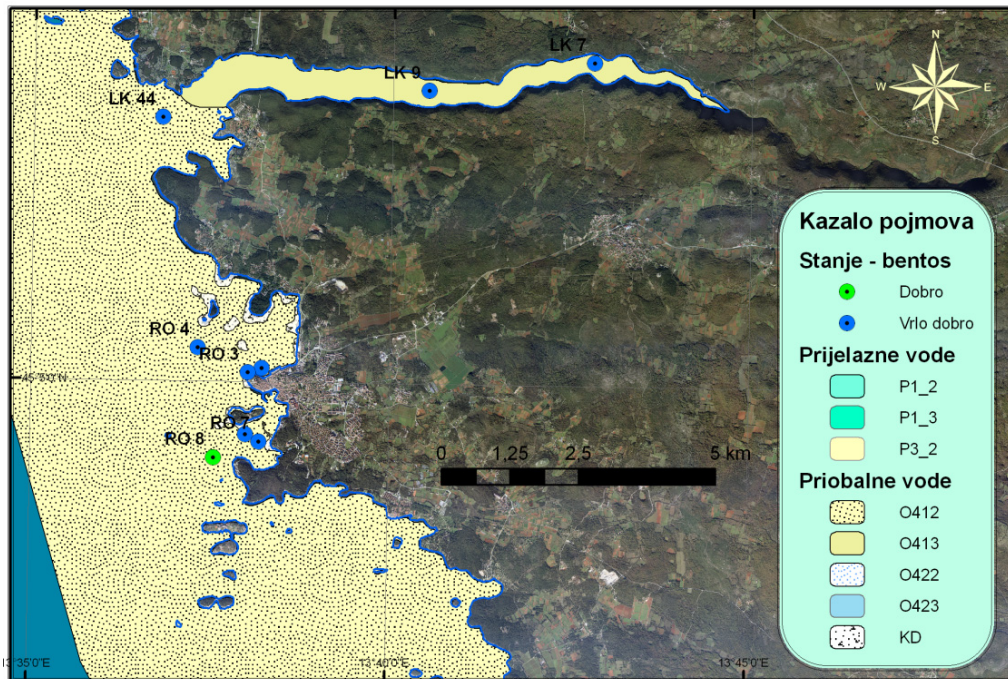 LK 7
LK 9
LK 44
N
W
E
S
Kazalo pojmova
Stanje - bentos
Dobro
Vrlo dobro
Prijelazne vode
P1_2
P1_3
P3_2
Priobalne vode
O412
O413
O422
O423
KD
RO 4
RO 3
RO 7
RO 8
0 1,25 2,5 5 km
13°35'0"E
13°40'0"E
13°45'0"E